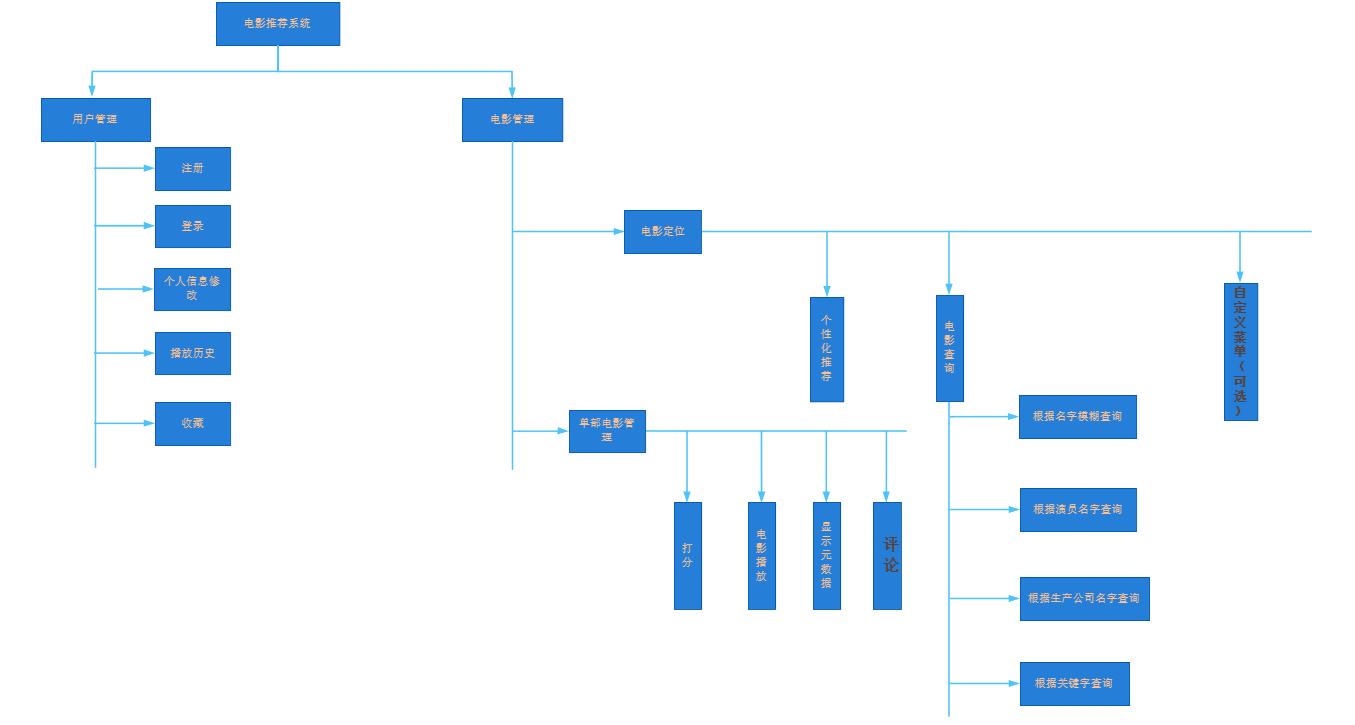 电影推荐系统
用户管理
电影管理
注册
登录
个人信息修
改
播放历史
收藏
电影定位
个性化推荐
电影查询
自定义菜单(可选)
根据名字模糊查询
根据演员名字查询
根据生产公司名字查询
根据关键字查询
单部电影管
理
打分
电影播放
显示元数据
评论